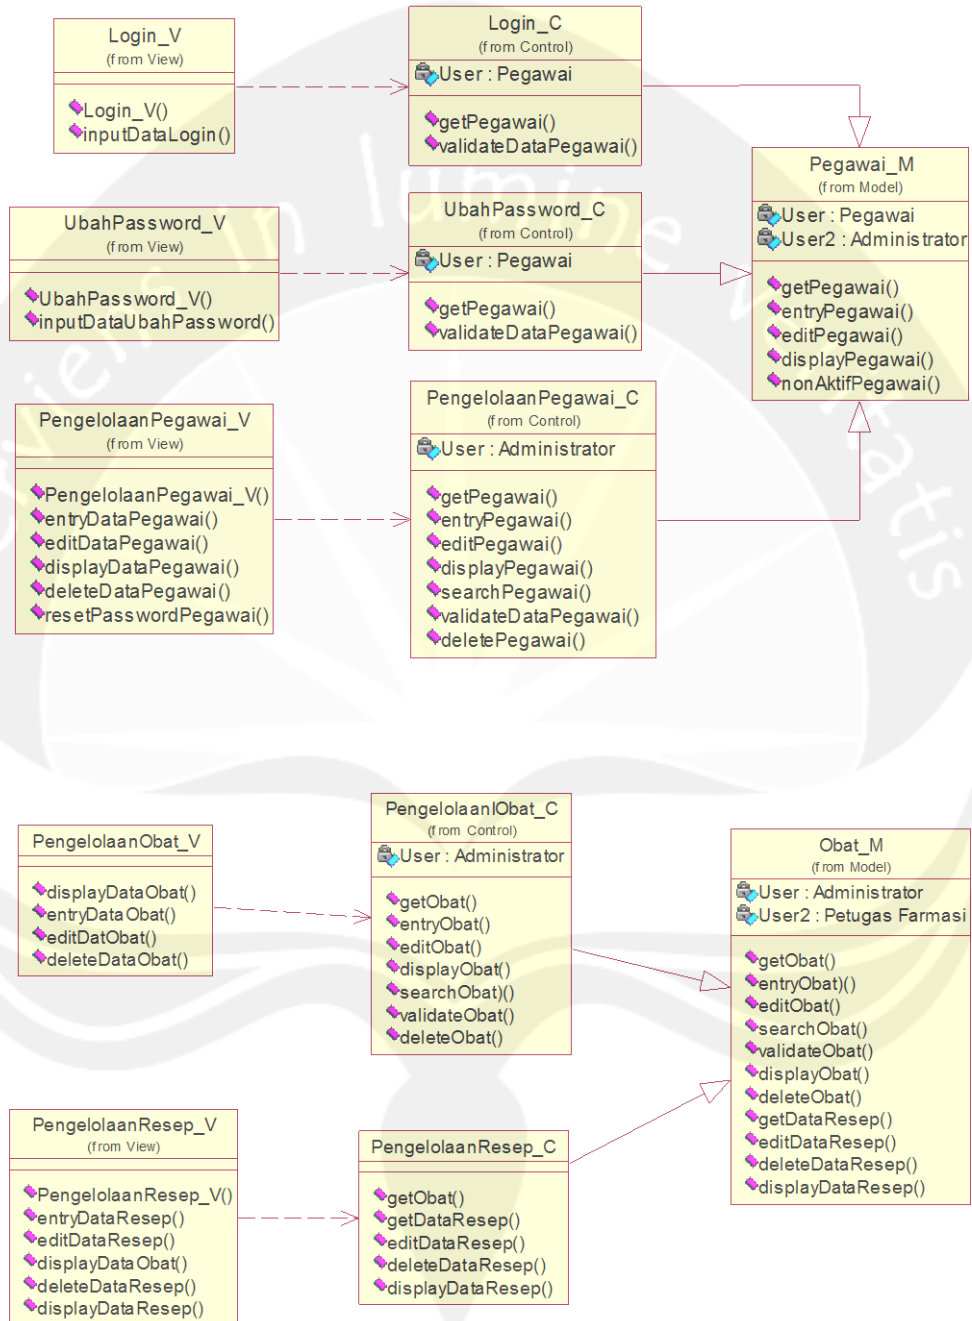 Login_V
(from View)
Login_V()
inputDataLogin()
Login_C
(from Control)
User : Pegawai
getPegawai()
validateDataPegawai()
Pegawai_M
(from Model)
User : Pegawai
User2 : Administrator
getPegawai()
entryPegawai()
editPegawai()
displayPegawai()
nonAktifPegawai()
UbahPassword_V
(from View)
UbahPassword_V()
inputDataUbahPassword()
UbahPassword_C
(from Control)
User : Pegawai
getPegawai()
validateDataPegawai()
PengelolaanPegawai_V
(from View)
PengelolaanPegawai_V()
entryDataPegawai()
editDataPegawai()
displayDataPegawai()
deleteDataPegawai()
resetPasswordPegawai()
PengelolaanPegawai_C
(from Control)
User : Administrator
getPegawai()
entryPegawai()
editPegawai()
displayPegawai()
searchPegawai()
validateDataPegawai()
deletePegawai()
PengelolaanObat_V
displayDataObat()
entryDataObat()
editDatObat()
deleteDataObat()
PengelolaanIObat_C
(from Control)
User : Administrator
getObat()
entryObat()
editObat()
displayObat()
searchObat)()
validateObat()
deleteObat()
Obat_M
(from Model)
User : Administrator
User2 : Petugas Farmasi
getObat()
entryObat)()
editObat()
searchObat()
validateObat()
displayObat()
deleteObat()
getDataResep()
editDataResep()
deleteDataResep()
displayDataResep()
PengelolaanResep_V
(from View)
PengelolaanResep_V()
entryDataResep()
editDataResep()
displayDataObat()
deleteDataResep()
displayDataResep()
PengelolaanResep_C
getObat()
getDataResep()
editDataResep()
deleteDataResep()
displayDataResep()
serviens in lumine veritatis